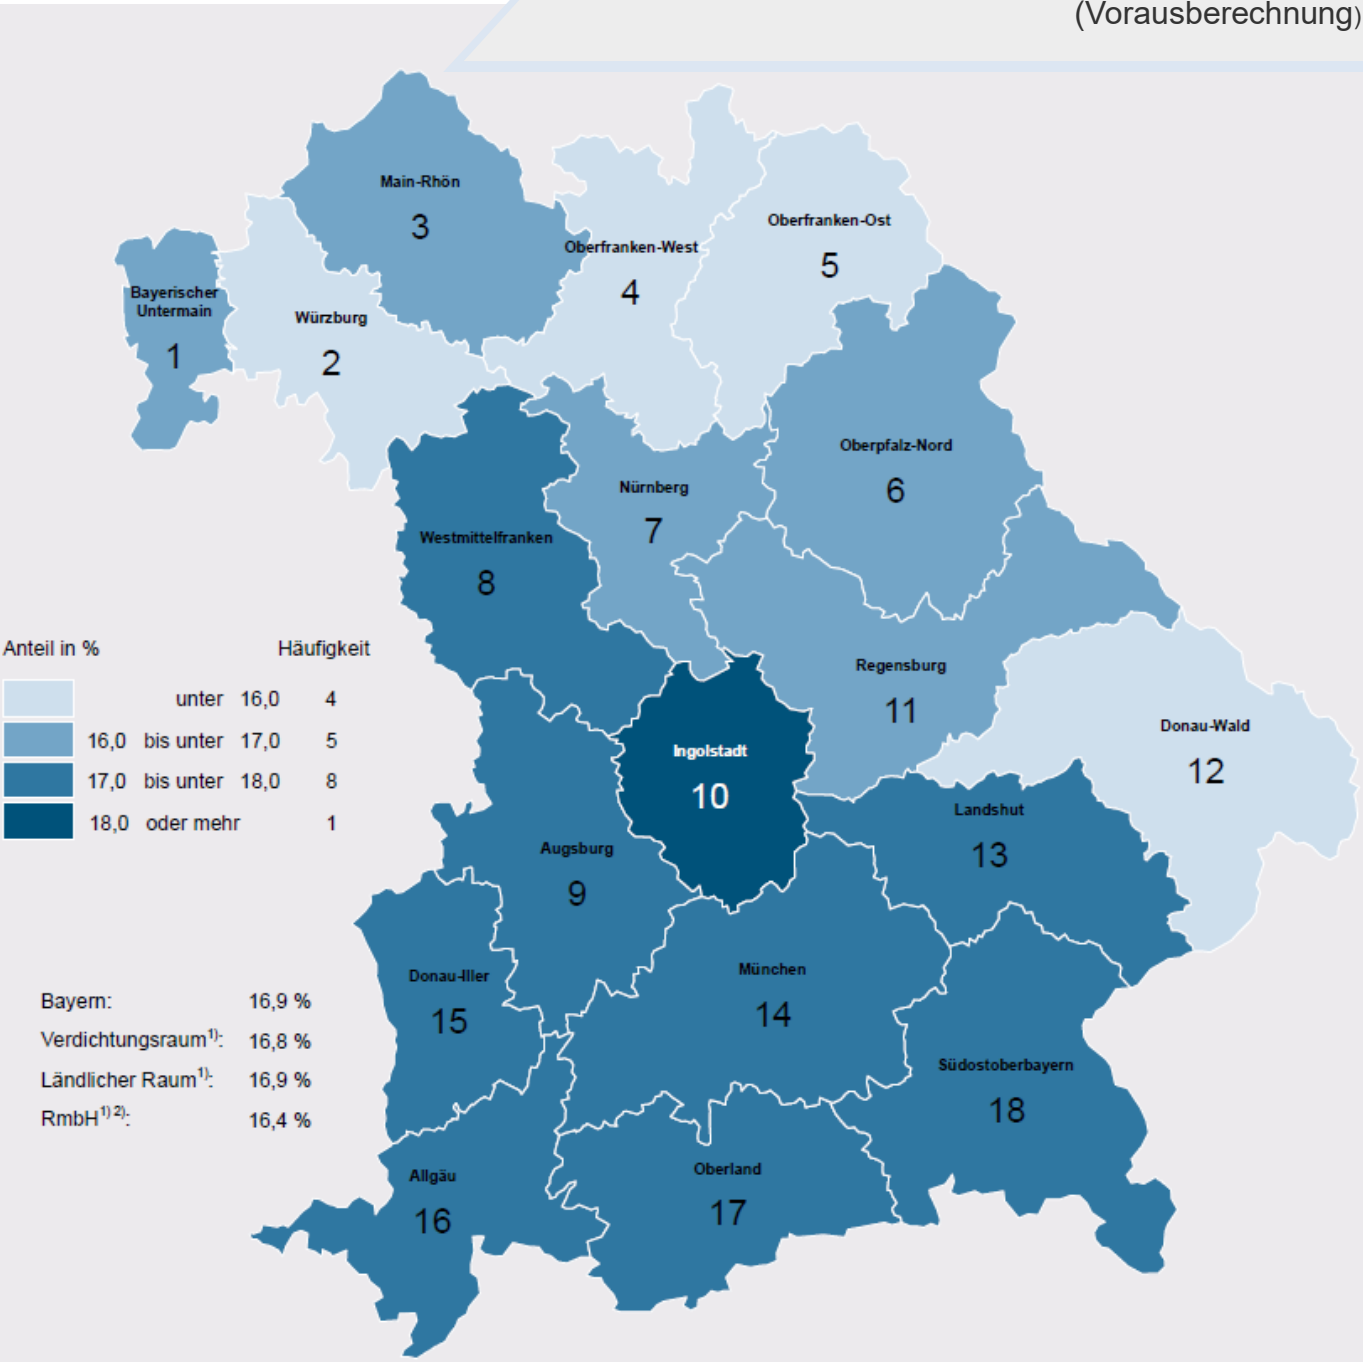 (Vorausberechnung)
Main-Rhön
3
Oberfranken-Ost
5
Oberfranken-West
4
Bayerischer
Untermain
1
Würzburg
2
Oberpfalz-Nord
6
Nürnberg
7
Westmittelfranken
8
Anteil in % Häufigkeit
unter 16,0 4
16,0 bis unter 17,0 5
17,0 bis unter 18,0 8
18,0 oder mehr 1
Regensburg
11
Donau-Wald
12
Ingolstadt
10
Landshut
13
Augsburg
9
München
14
Donau-Iller
15
Bayern: 16,9 %
Verdichtungsraum1): 16,8 %
Ländlicher Raum1): 16,9 %
RmbH1) 2): 16,4 %
Südostoberbayern
18
Oberland
17
Allgäu
16